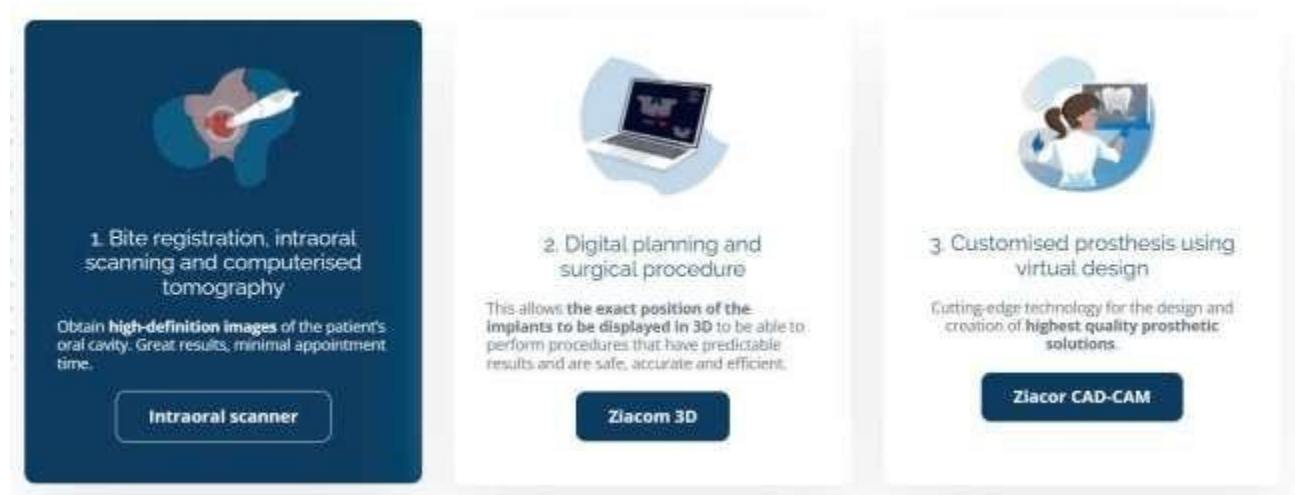 1. Bite registration, intraoral
scanning and computerised
tomography
Obtain high-definition images of the patient's
oral cavity. Great results, minimal appointment
time.
Intraoral scanner
2. Digital planning and
surgical procedure
This allows the exact position of the
implants to be displayed in 3D to be able to
perform procedures that have predictable
results and are safe, accurate and efficient.
Ziacom 3D
3. Customised prosthesis using
virtual design
Cutting-edge technology for the design and
creation of highest quality prosthetic
solutions.
Ziacor CAD-CAM